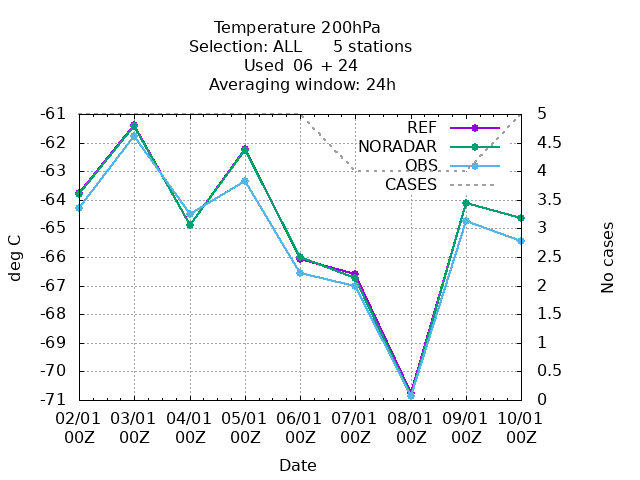 Temperature 200hPa
Selection: ALL 5 stations
Used 06 + 24
Averaging window: 24h
-61 5
REF
-62 4.5
NORADAR
OBS
-63 4
CASES
-64 3.5
-65 3
-66 2.5
-67 2
-68 1.5
-69 1
-70 0.5
-71 0
deg C
No cases
02/01 03/01 04/01 05/01 06/01 07/01 08/01 09/01 10/01
00Z 00Z 00Z 00Z 00Z 00Z 00Z 00Z 00Z
Date